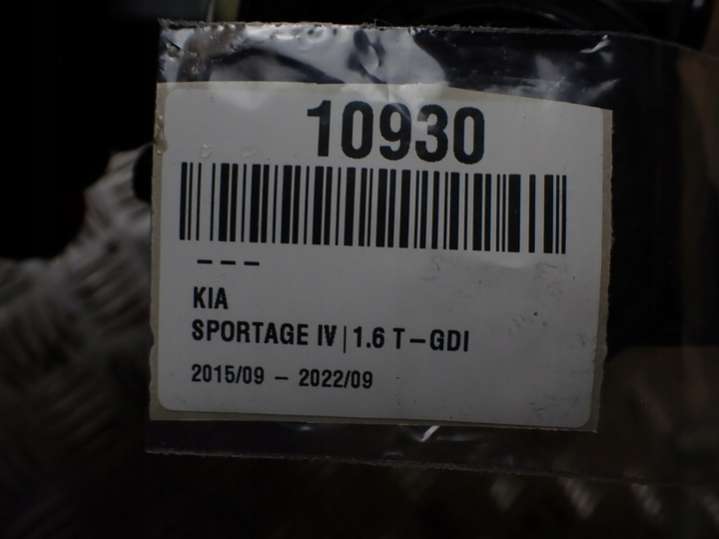 10930
---
KIA
SPORTAGE IV|1.6 T-GDI
2015/09 - 2022/09